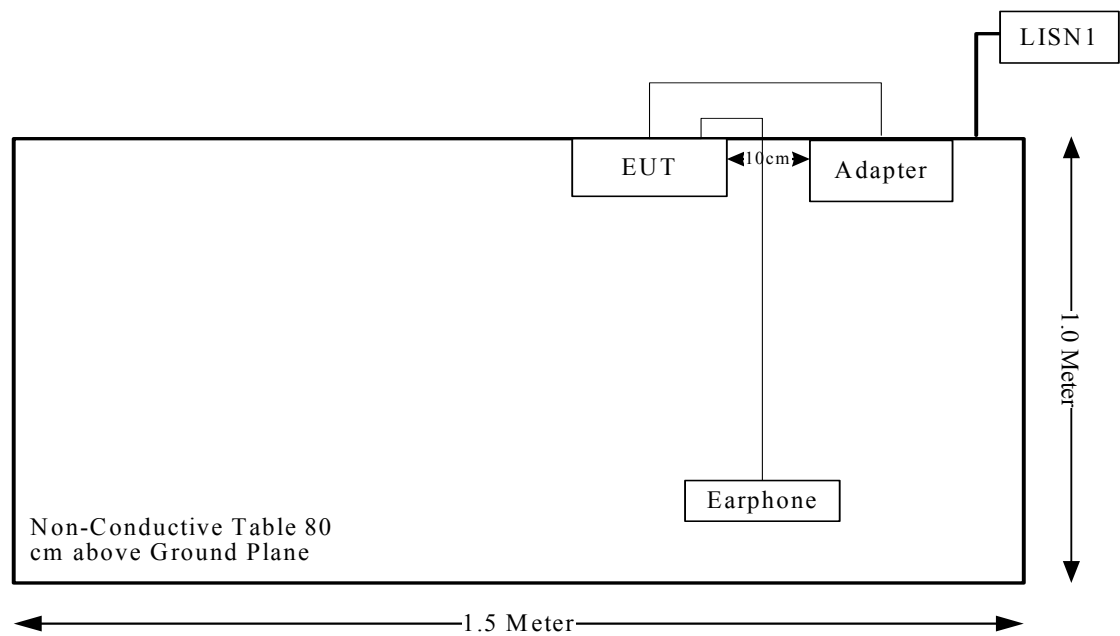 LISN1
EUT
10cm
Adapter
1.0 Meter
Earphone
Non-Conductive Table 80
cm above Ground Plane
1.5 Meter